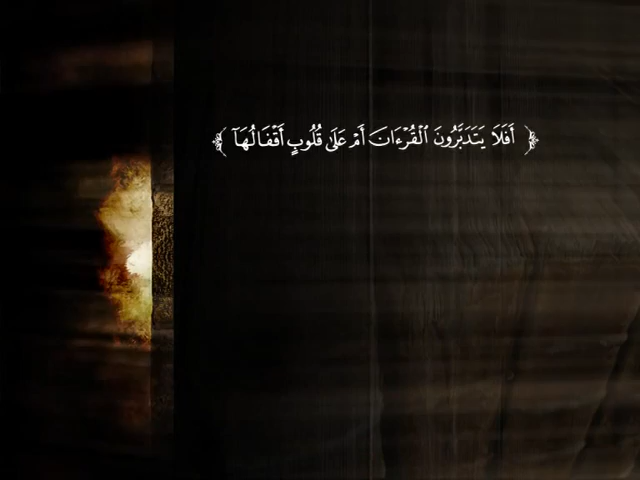 ﴿ أَفَلَا يَتَدَبَّرُونَ ٱلْقُرْءَانَ أَمْ عَلَىٰ قُلُوبٍ أَقْفَالُهَآ ﴾